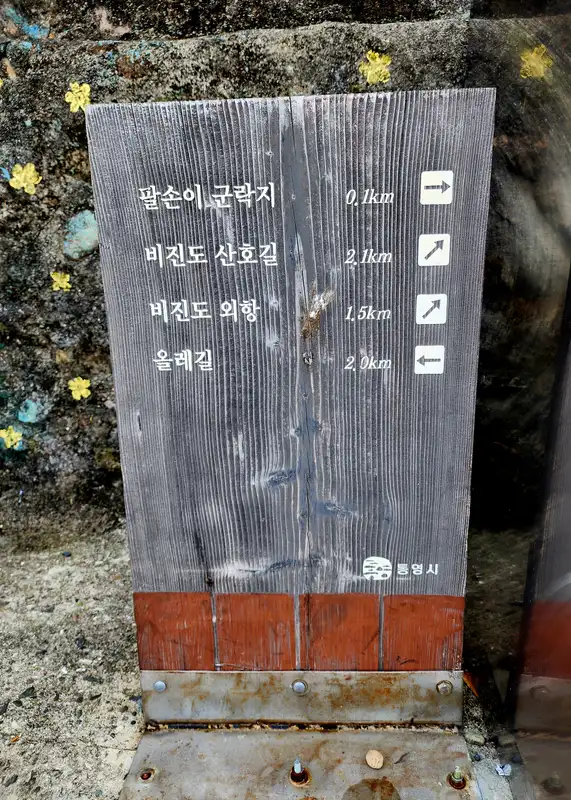 팔손이 군락지 0.1km →
비진도 산호길 2.1km ↗
비진도 외항 1.5km ↗
올레길 2.0km ←
통영시